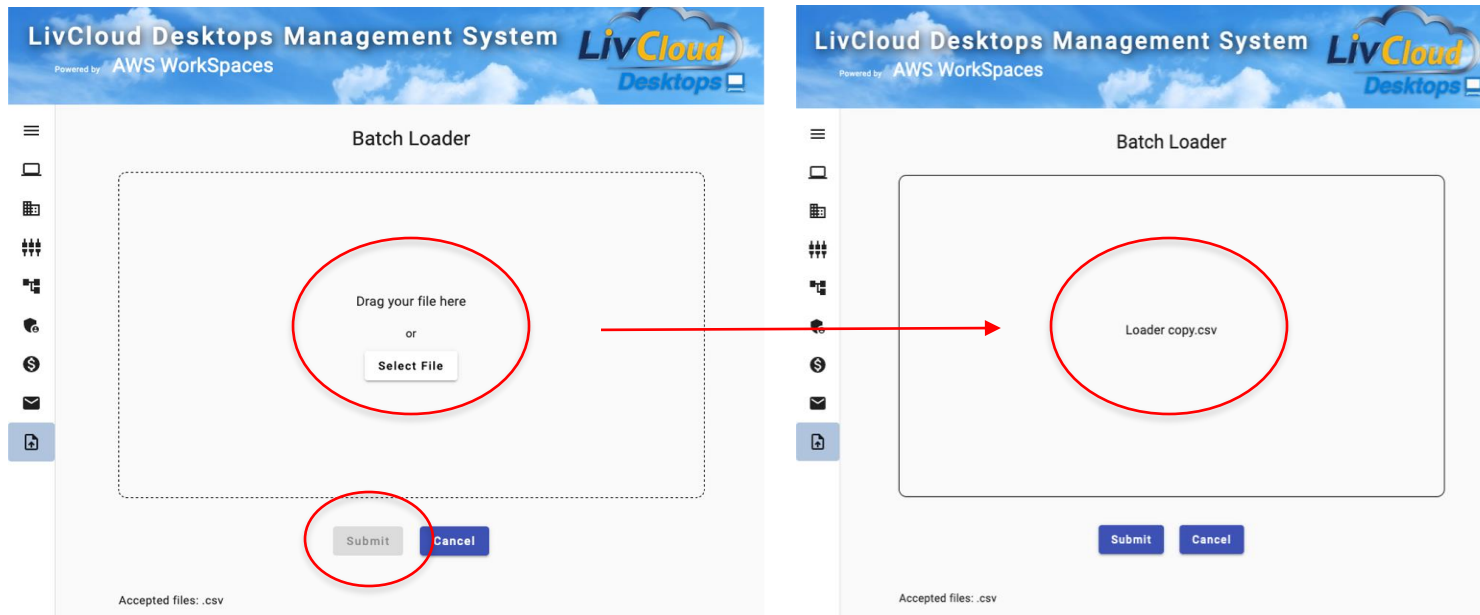 LivCloud Desktops Management System
Powered by AWS WorkSpaces
LivCloud
Desktops
Batch Loader
Drag your file here
or
Select File
Submit
Cancel
Accepted files: .csv
LivCloud Desktops Management System
Powered by AWS WorkSpaces
LivCloud
Desktops
Batch Loader
Loader copy.csv
Submit
Cancel
Accepted files: .csv